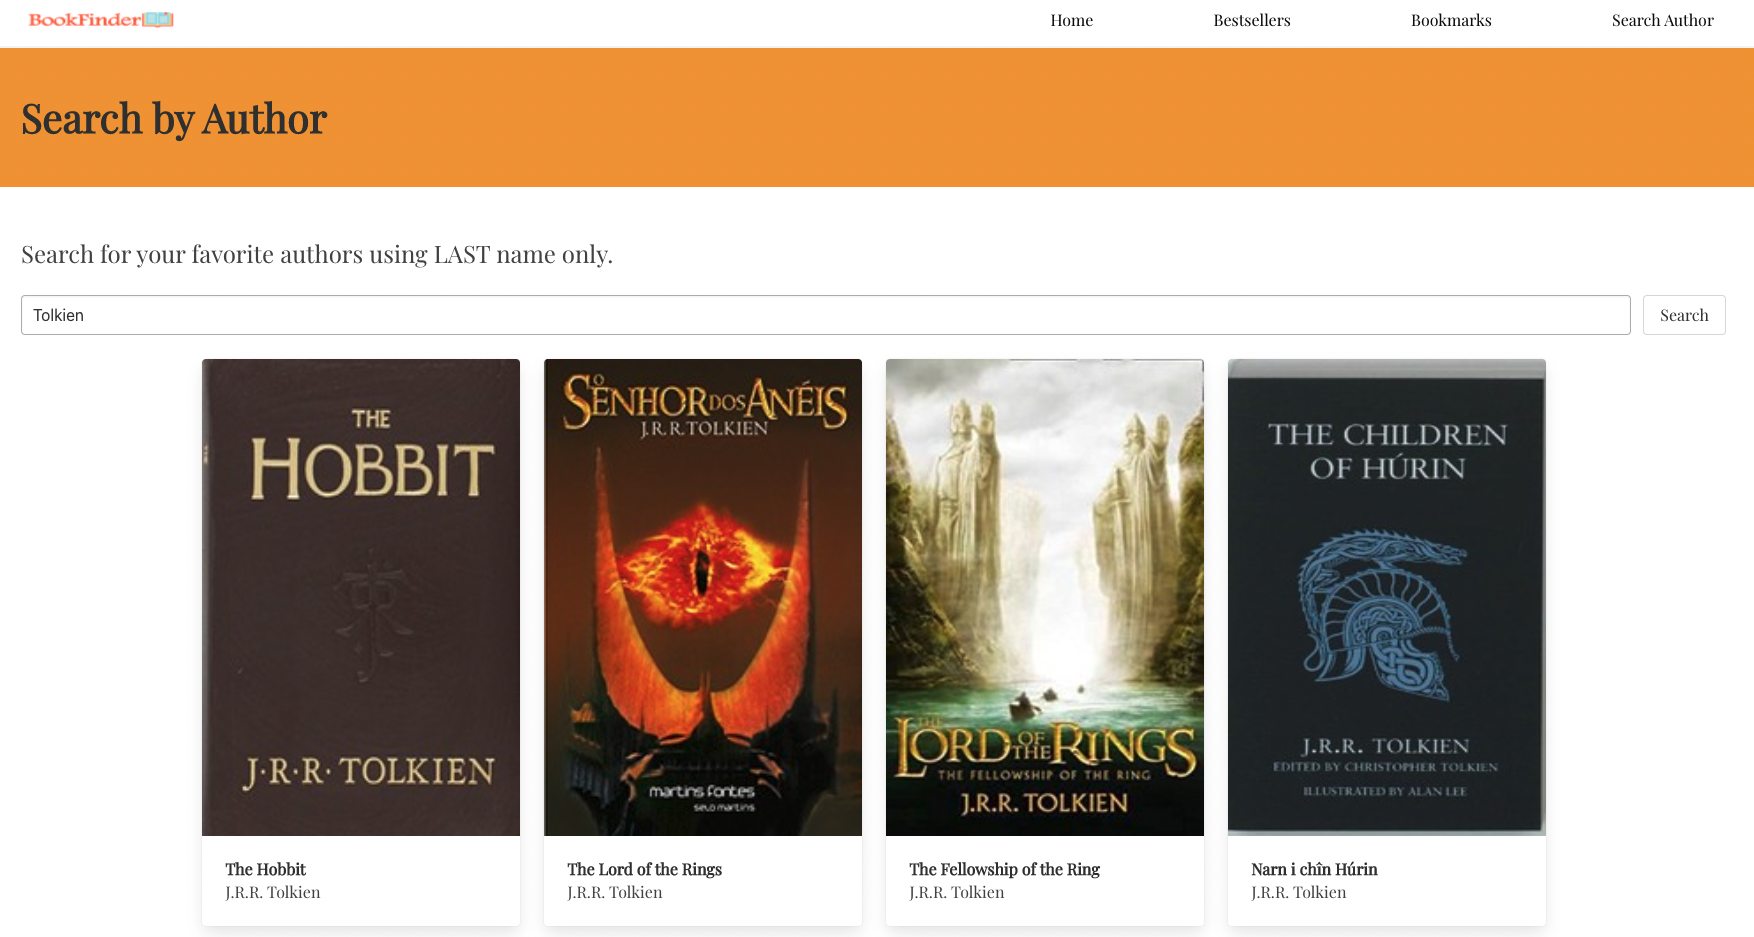 BookFinder
Home
Bestsellers
Bookmarks
Search Author
Search by Author
Search for your favorite authors using LAST name only.
Tolkien
Search
THE
HOBBIT
J·R·R·TOLKIEN
The Hobbit
J.R.R. Tolkien
O
SENHOR DOS ANÉIS
J.R.R.TOLKIEN
martins fontes
selo martins
The Lord of the Rings
J.R.R. Tolkien
THE
LORD OF THE RINGS
THE FELLOWSHIP OF THE RING
J.R.R. TOLKIEN
The Fellowship of the Ring
J.R.R. Tolkien
THE CHILDREN
OF HÚRIN
J.R.R. TOLKIEN
EDITED BY CHRISTOPHER TOLKIEN
ILLUSTRATED BY ALAN LEE
Narn i chîn Húrin
J.R.R. Tolkien